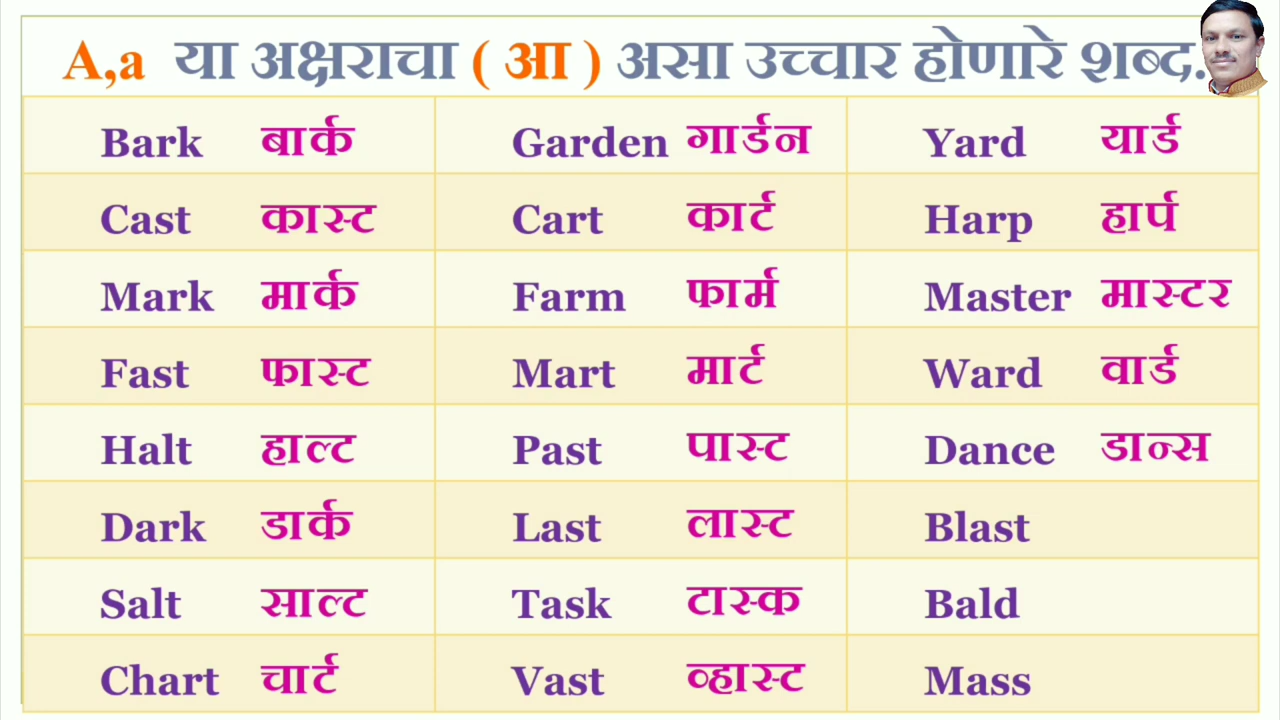 A,a या अक्षराचा ( आ ) असा उच्चार होणारे शब्द.
Bark बार्क Garden गार्डन Yard यार्ड
Cast कास्ट Cart कार्ट Harp हार्प
Mark मार्क Farm फार्म Master मास्टर
Fast फास्ट Mart मार्ट Ward वार्ड
Halt हाल्ट Past पास्ट Dance डान्स
Dark डार्क Last लास्ट Blast
Salt साल्ट Task टास्क Bald
Chart चार्ट Vast व्हास्ट Mass